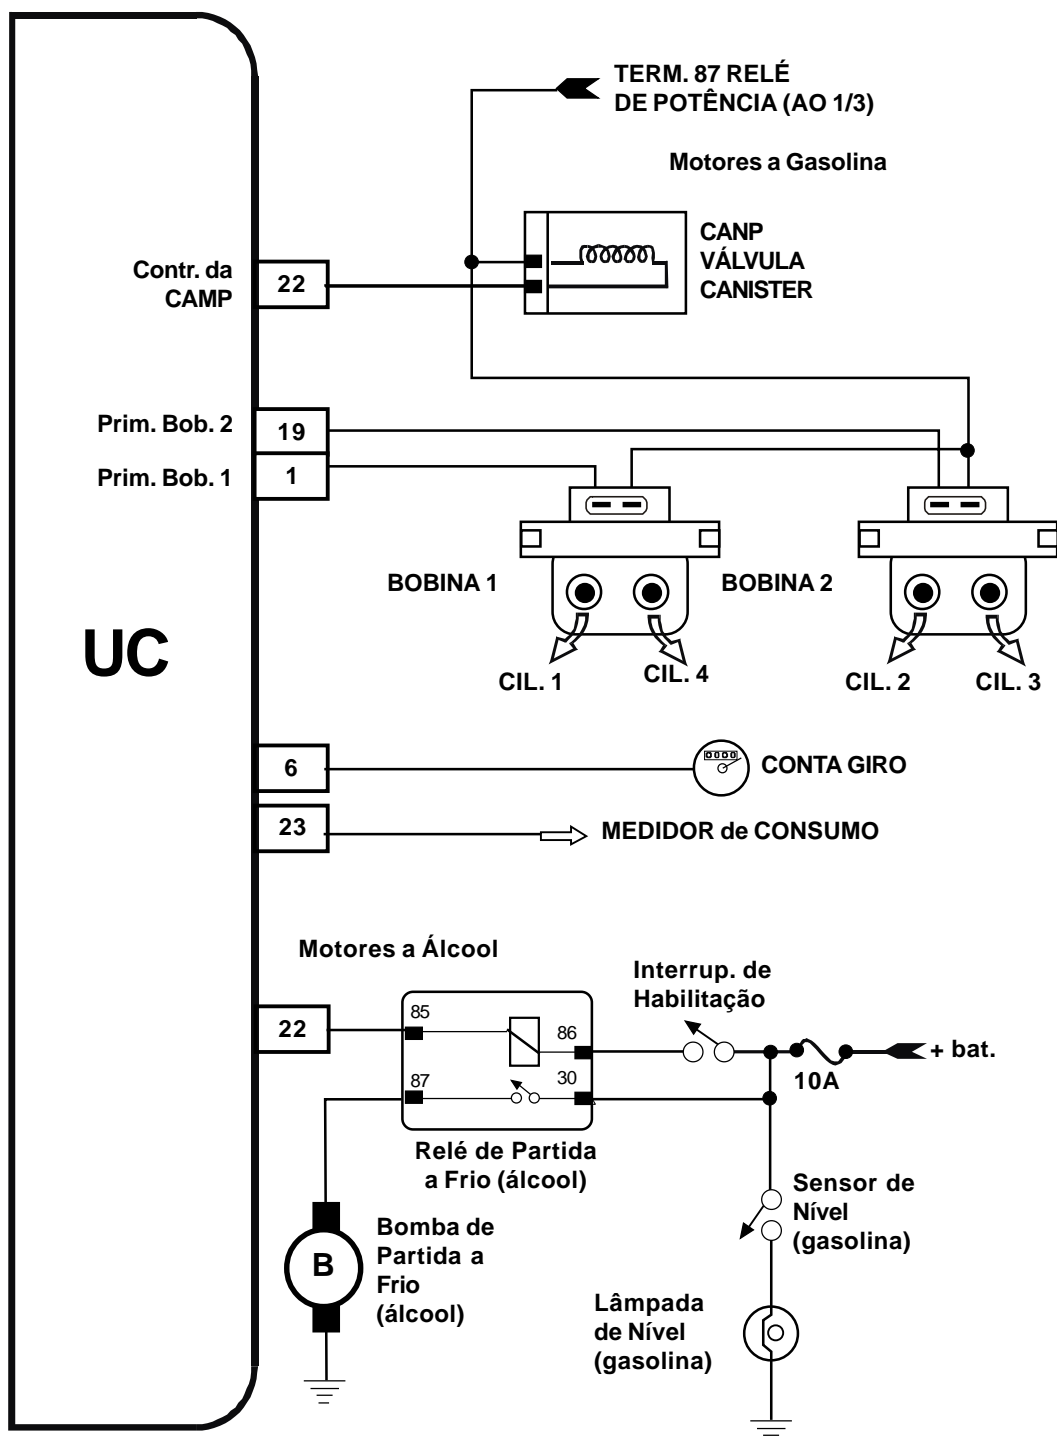 TERM. 87 RELÉ
DE POTÊNCIA (AO 1/3)
Motores a Gasolina
CANP
VÁLVULA
CANISTER
Contr. da
CAMP
22
Prim. Bob. 2
19
Prim. Bob. 1
1
BOBINA 1
BOBINA 2
CIL. 1
CIL. 4
CIL. 2
CIL. 3
UC
6
0000
CONTA GIRO
23
MEDIDOR de CONSUMO
Motores a Álcool
Interrup. de
Habilitação
22
85
86
87
30
+ bat.
10A
Relé de Partida
a Frio (álcool)
Sensor de
Nível
(gasolina)
B
Bomba de
Partida a
Frio
(álcool)
Lâmpada
de Nível
(gasolina)